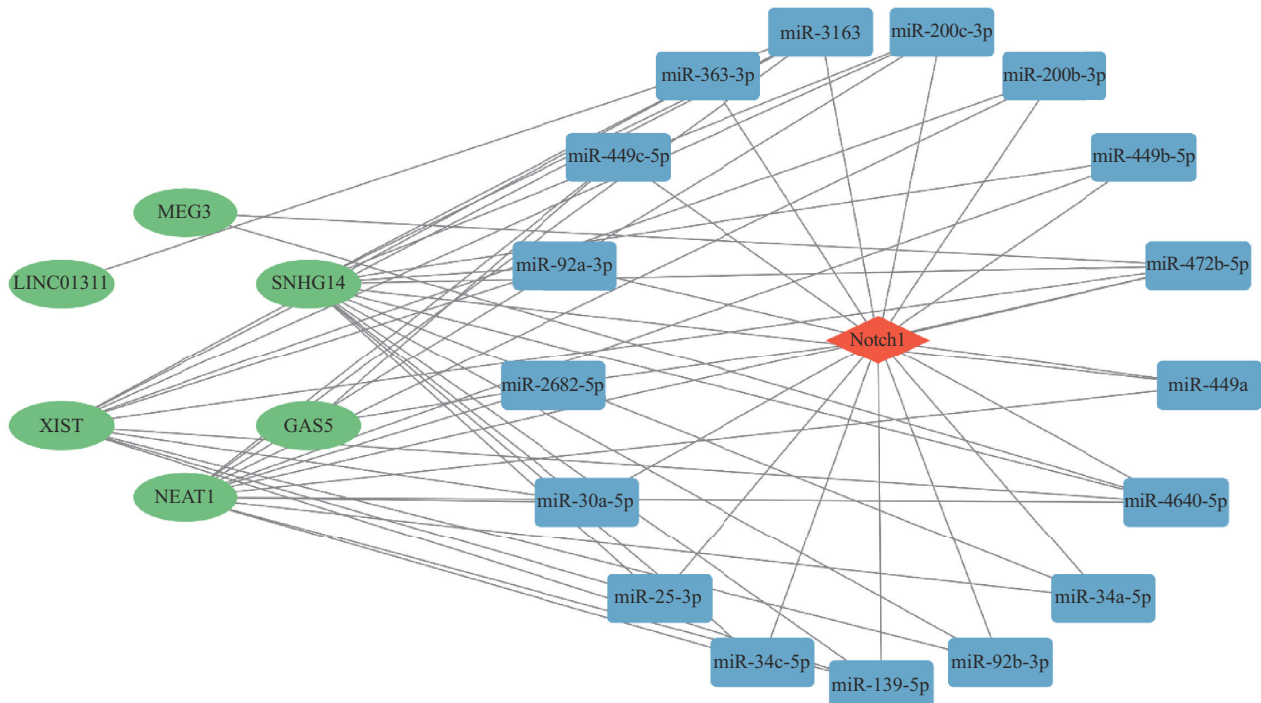 miR-3163
miR-200c-3p
miR-363-3p
miR-200b-3p
miR-449c-5p
miR-449b-5p
MEG3
miR-92a-3p
miR-472b-5p
LINC01311
SNHG14
Notch1
miR-2682-5p
miR-449a
XIST
GAS5
NEAT1
miR-30a-5p
miR-4640-5p
miR-25-3p
miR-34a-5p
miR-34c-5p
miR-92b-3p
miR-139-5p